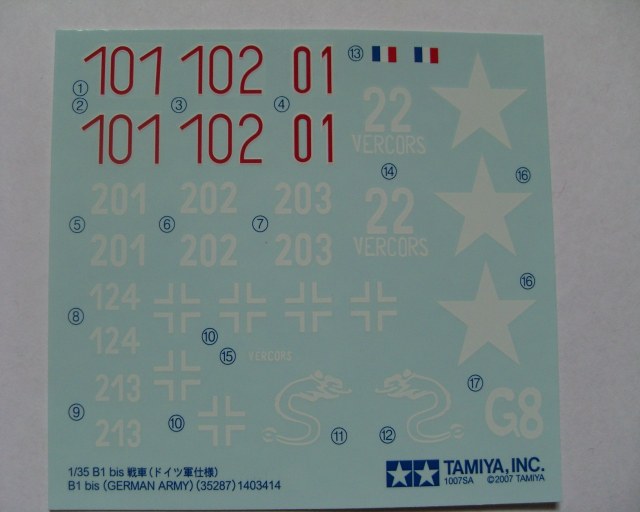 101 102 01 ⑬
① ② ③ ④
101 102 01
22
VERCORS
⑭ ⑯
201 202 203
⑤ ⑥ ⑦
201 202 203
22
VERCORS
⑯
124
⑧
124
⑩
⑮ VERCORS
213
⑨
213
⑩ ⑪ ⑫ ⑰
G8
1/35 B1 bis 戦車(ドイツ軍仕様)
B1 bis (GERMAN ARMY) (35287) 1403414
TAMIYA, INC.
1007SA ©2007 TAMIYA